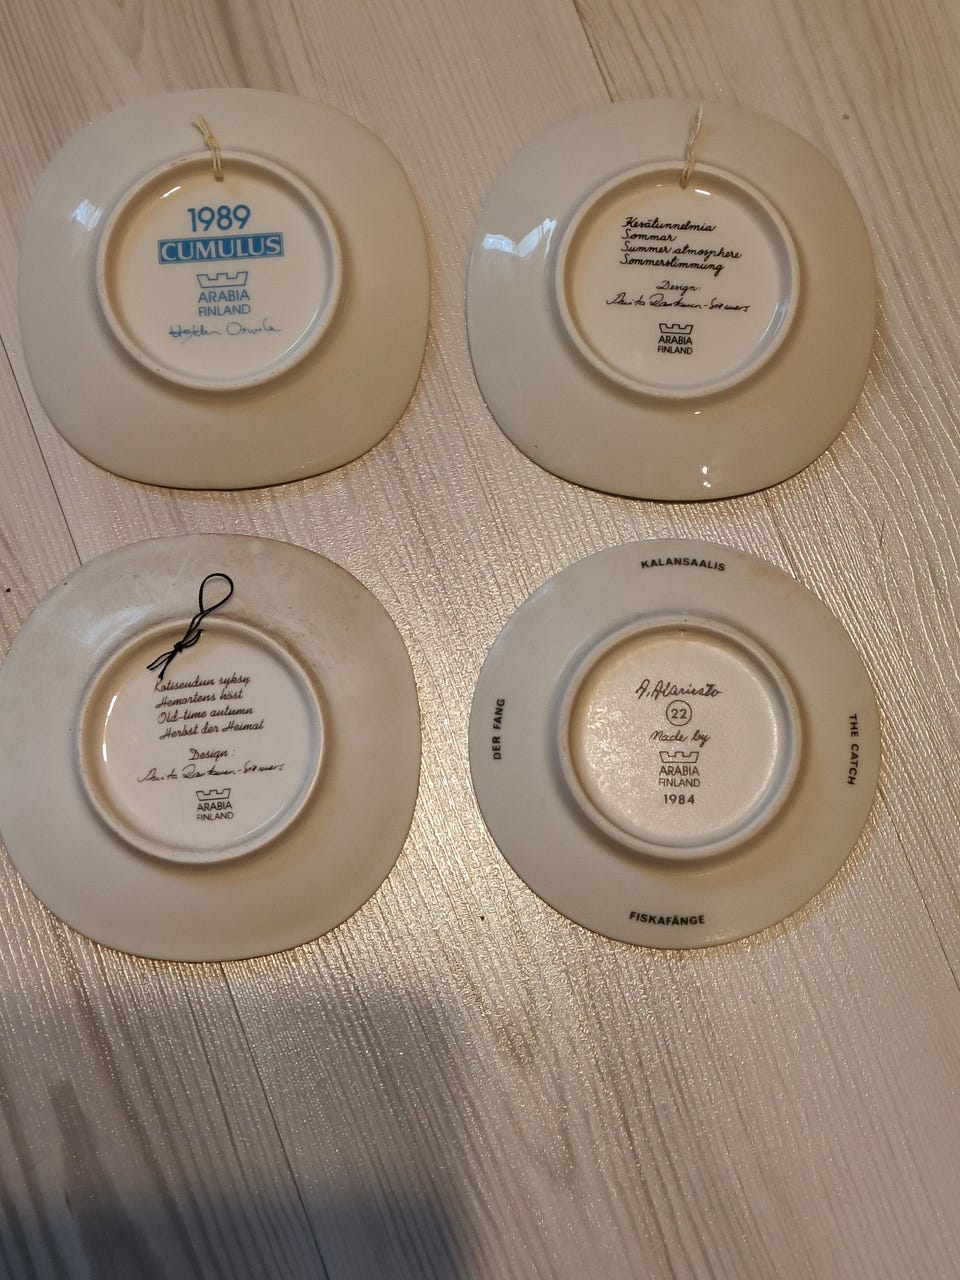 1989
CUMULUS
ARABIA
FINLAND
Kesätunnelmia
Sommar
Summer atmosphere
Sommerstimmung
Design:
ARABIA
FINLAND
Kotiseudun syksy
Hemortens höst
Old-time autumn
Herbst der Heimat
Design:
ARABIA
FINLAND
KALANSAALIS
DER FANG
THE CATCH
A. Alariesto
22
Made by
ARABIA
FINLAND
1984
FISKAFÄNGE